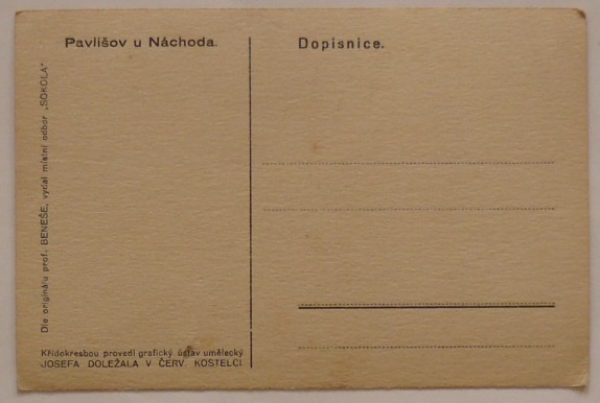 Pavlišov u Náchoda.
Dopisnice.
Dle originálu prof. BENEŠE, vydal místní odbor „SOKOLA“
Křídokresbou provedl grafický ústav umělecký
JOSEFA DOLEŽALA V ČERV. KOSTELCI.